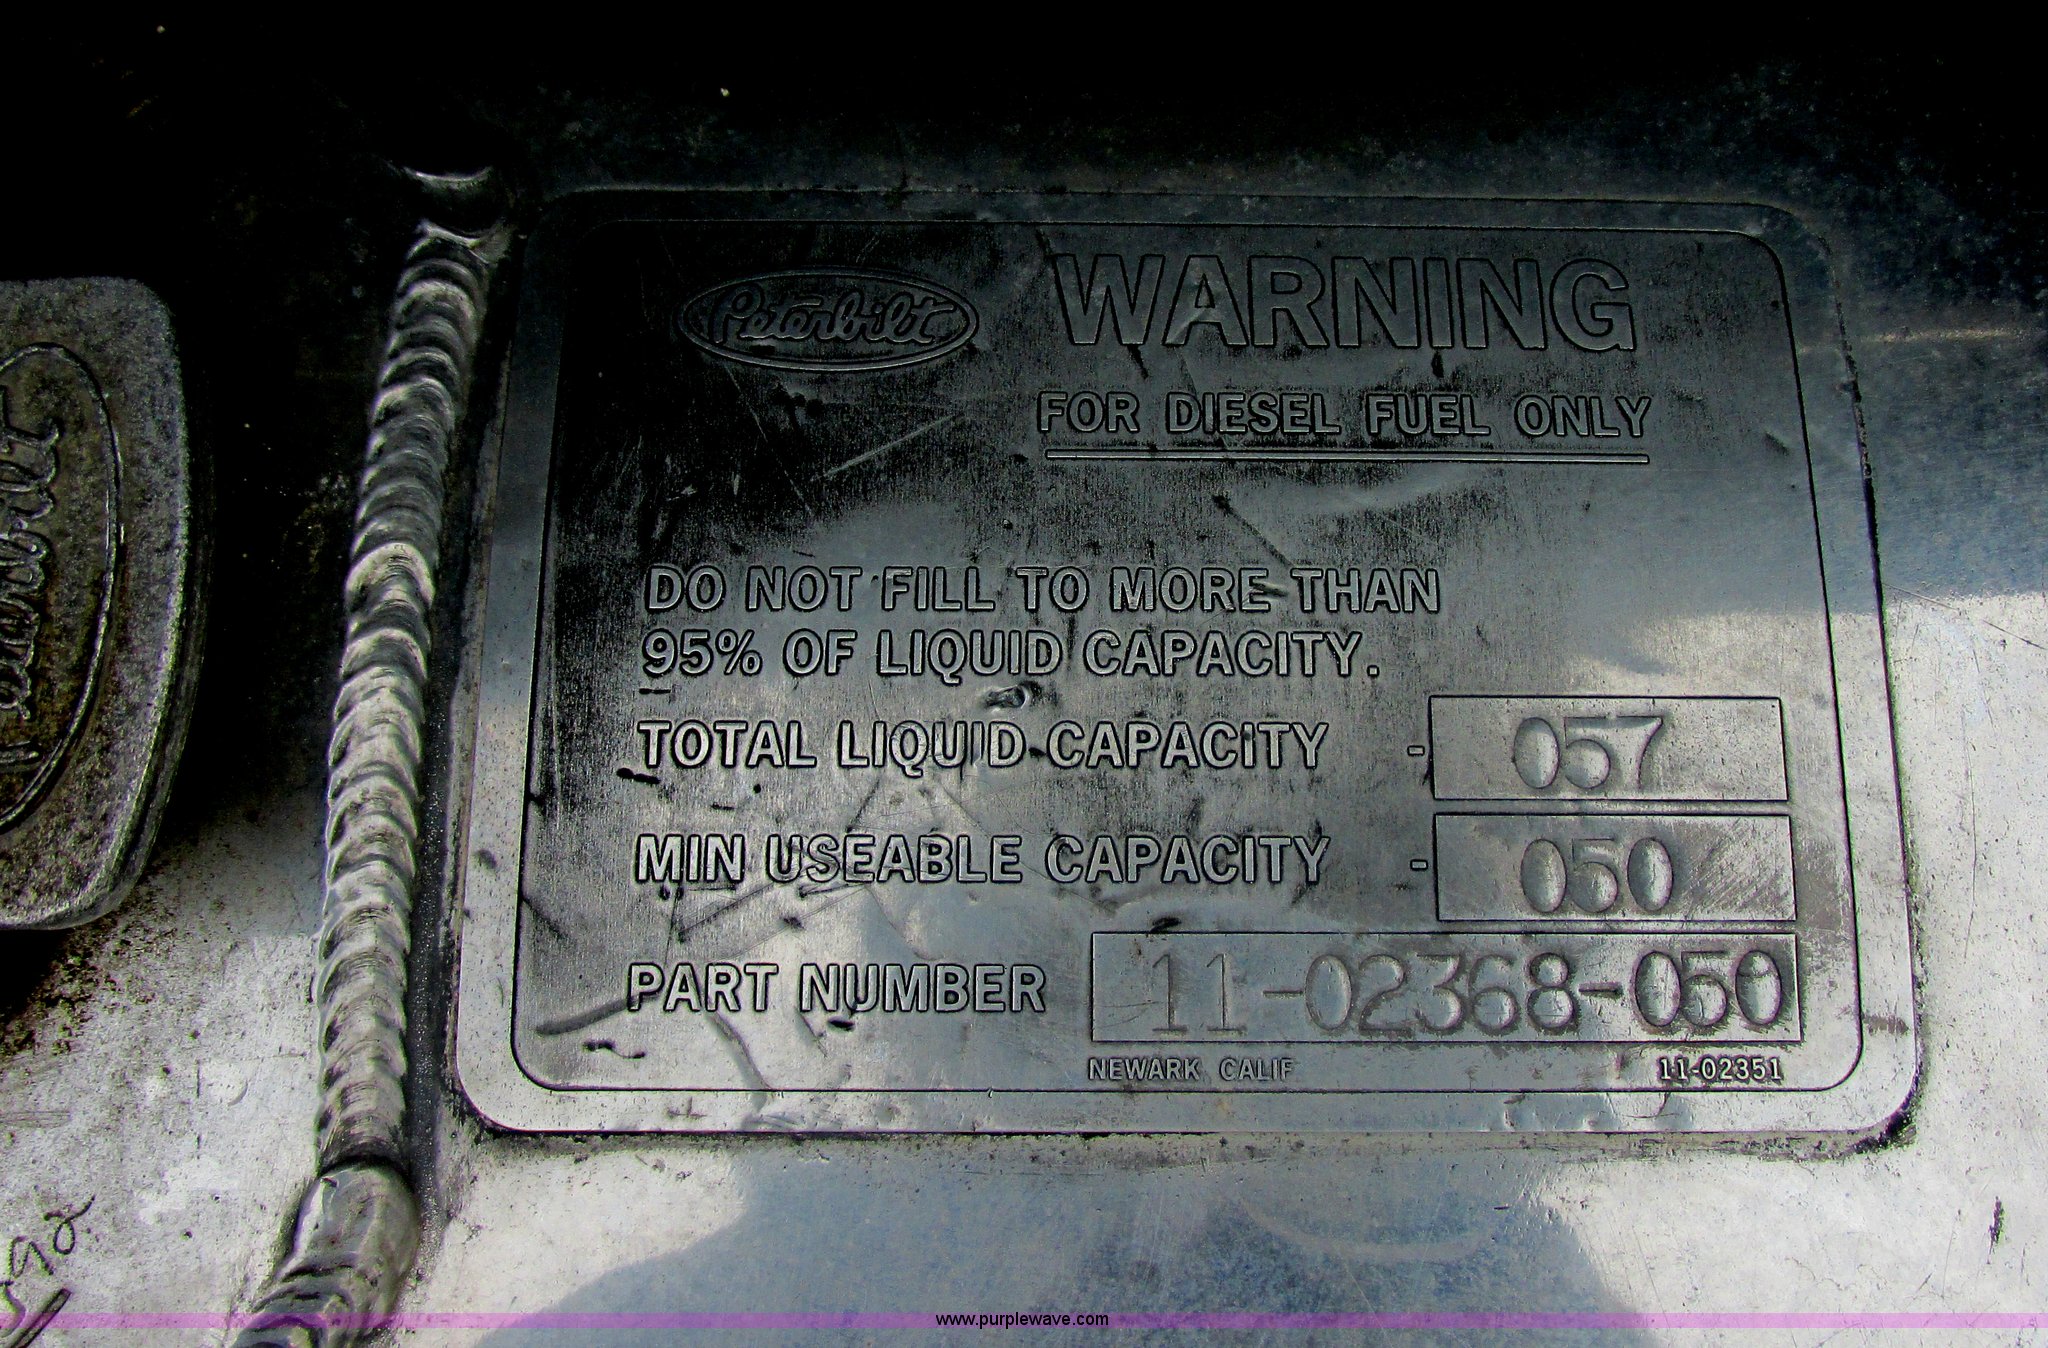 Peterbilt
WARNING
FOR DIESEL FUEL ONLY
DO NOT FILL TO MORE THAN
95% OF LIQUID CAPACITY.
TOTAL LIQUID CAPACITY - 057
MIN USEABLE CAPACITY - 050
PART NUMBER 11-02368-050
NEWARK CALIF 11-02351
Peterbilt
www.purplewave.com